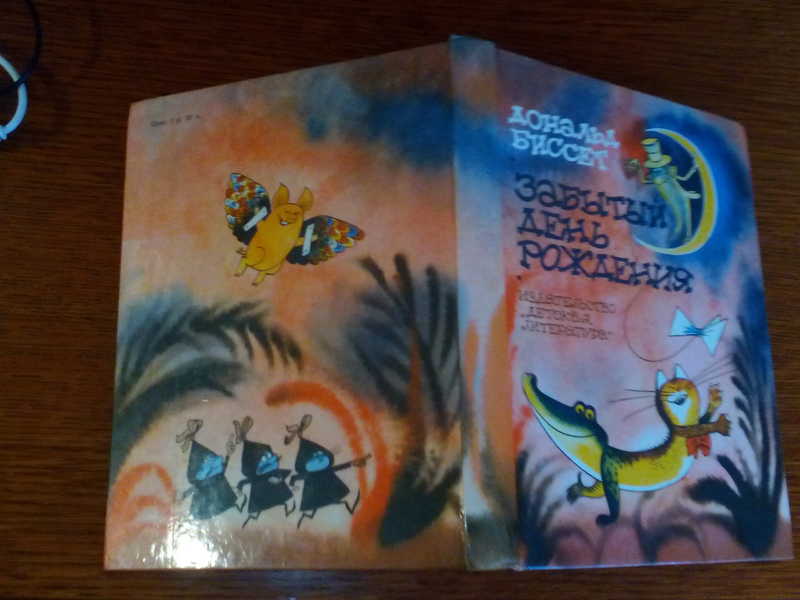 ДОНАЛЬД
БИССЕТ
ЗАБЫТЫЙ
ДЕНЬ
РОЖДЕНИЯ
ИЗДАТЕЛЬСТВО
„ДЕТСКАЯ
ЛИТЕРАТУРА"